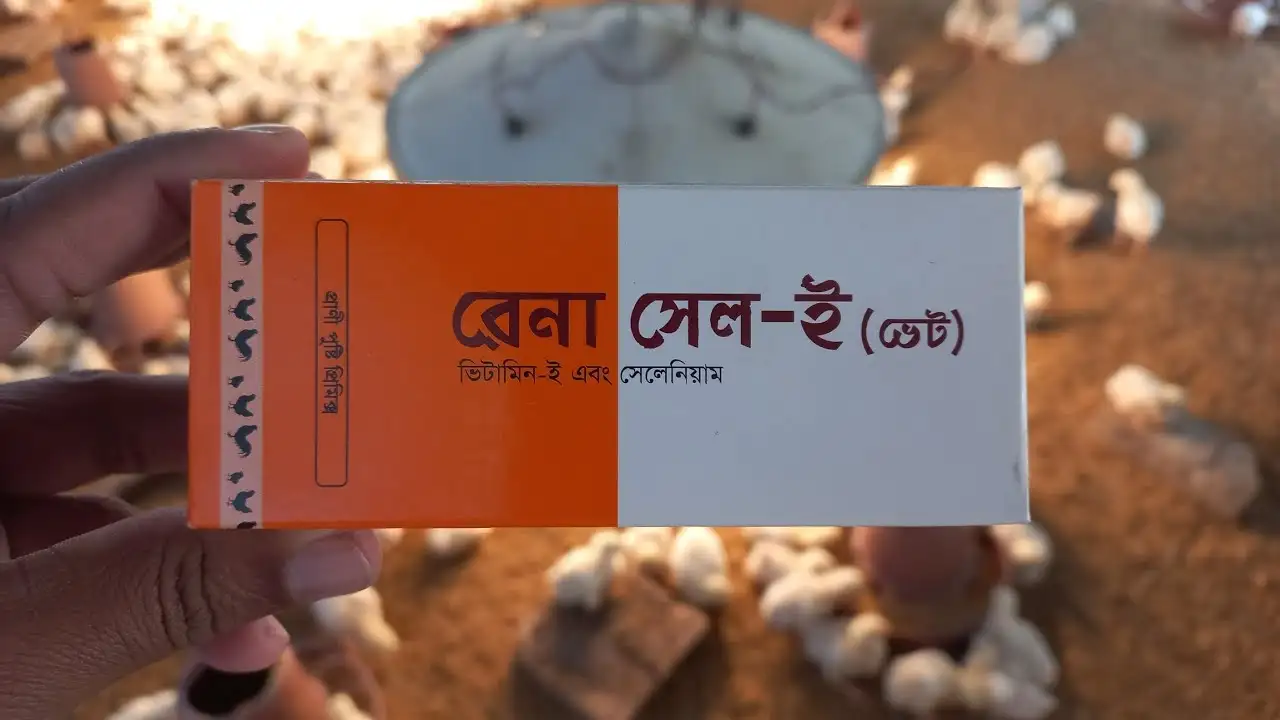 রেনা সেল-ই (ভেট)
ভিটামিন-ই এবং সেলেনিয়াম
প্রাণী পুষ্টি প্রিমিক্স